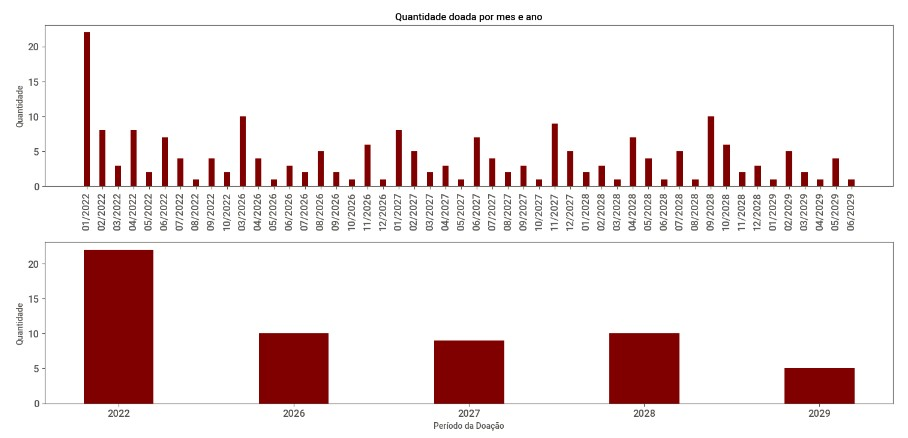 Quantidade doada por mes e ano
Quantidade
20
15
10
5
0
01/2022 02/2022 03/2022 04/2022 05/2022 06/2022 07/2022 08/2022 09/2022 10/2022 03/2026 04/2026 05/2026 06/2026 07/2026 08/2026 09/2026 10/2026 11/2026 12/2026 01/2027 02/2027 03/2027 04/2027 05/2027 06/2027 07/2027 08/2027 09/2027 10/2027 11/2027 12/2027 02/2028 03/2028 03/2028 04/2028 05/2028 06/2028 07/2028 08/2028 09/2028 10/2028 11/2028 12/2028 01/2029 02/2029 03/2029 04/2029 05/2029 06/2029
Quantidade
20
15
10
5
0
2022 2026 2027 2028 2029
Período da Doação